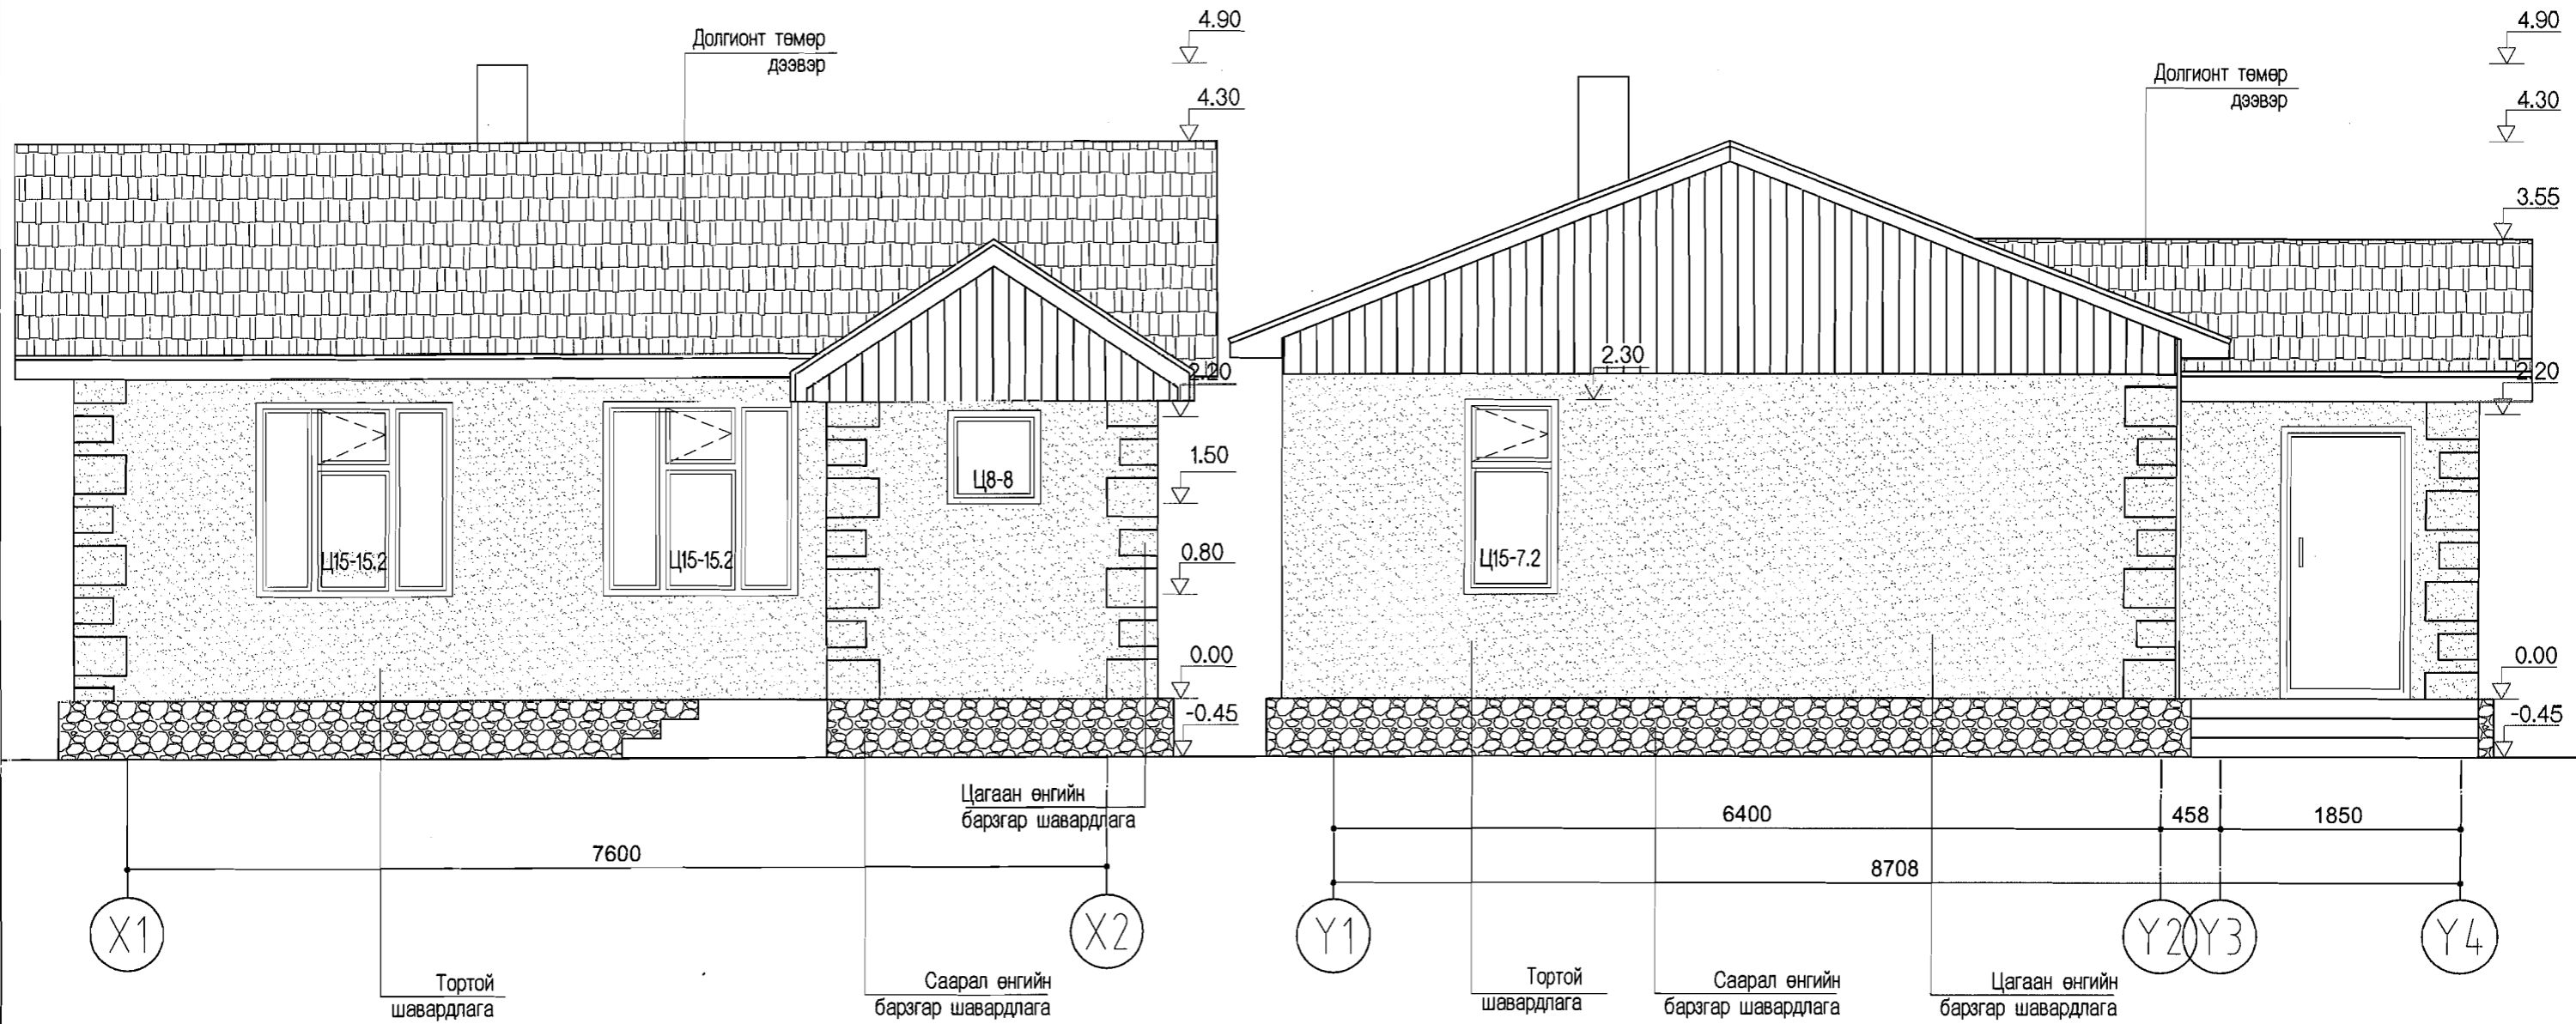 Долгионт төмөр
дээвэр
4.90
4.30
2.20
1.50
0.80
0.00
-0.45
Ц15-15.2
Ц15-15.2
Ц8-8
Цагаан өнгийн
барзгар шавардлага
7600
X1
X2
Тортой
шавардлага
Саарал өнгийн
барзгар шавардлага
Долгионт төмөр
дээвэр
4.90
4.30
3.55
2.30
2.20
Ц15-7.2
0.00
-0.45
6400
458
1850
8708
Y1
Y2
Y3
Y4
Тортой
шавардлага
Саарал өнгийн
барзгар шавардлага
Цагаан өнгийн
барзгар шавардлага